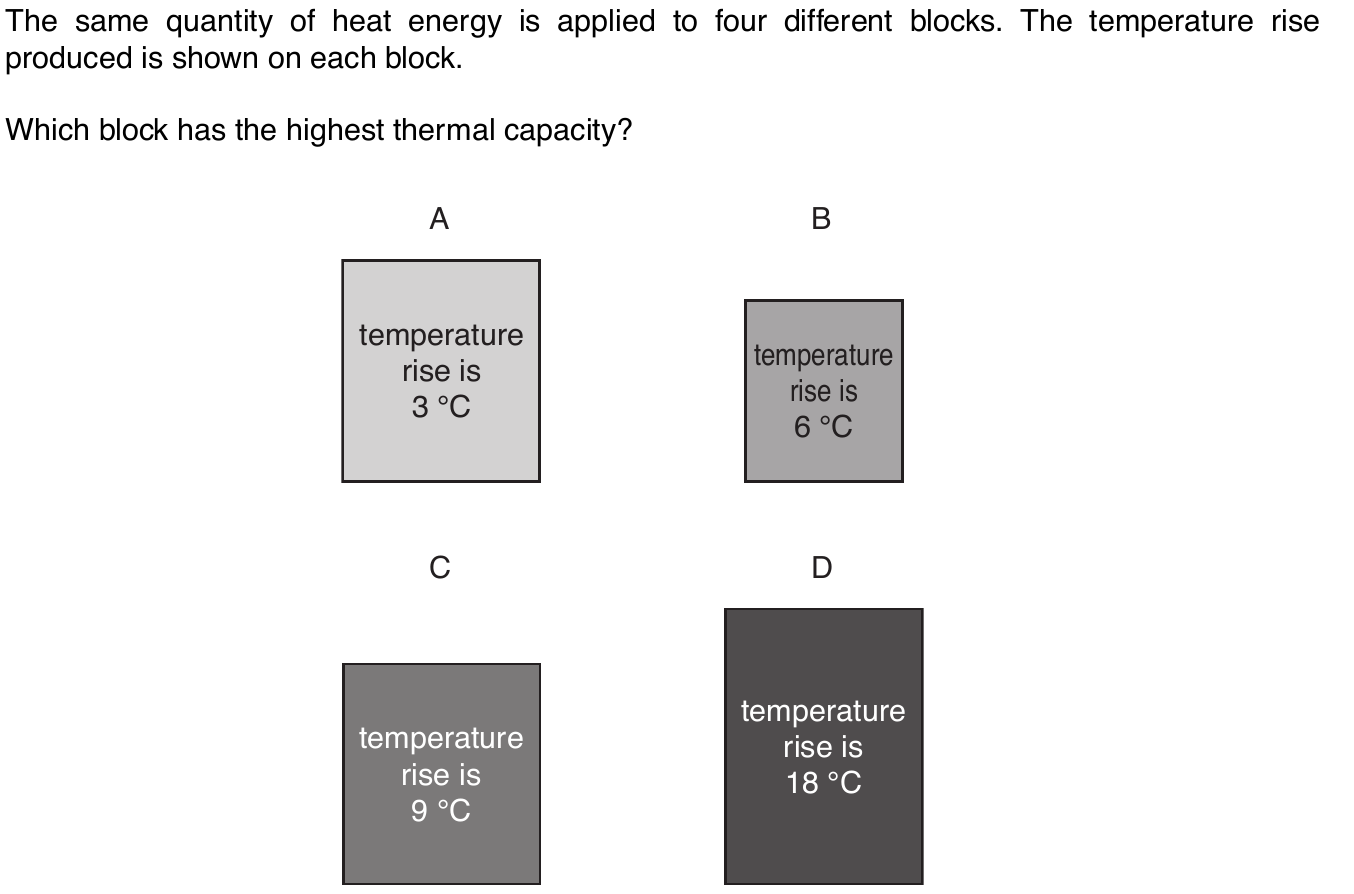 The same quantity of heat energy is applied to four different blocks. The temperature rise
produced is shown on each block.
Which block has the highest thermal capacity?
A
B
temperature
rise is
3 °C
temperature
rise is
6 °C
C
D
temperature
rise is
9 °C
temperature
rise is
18 °C